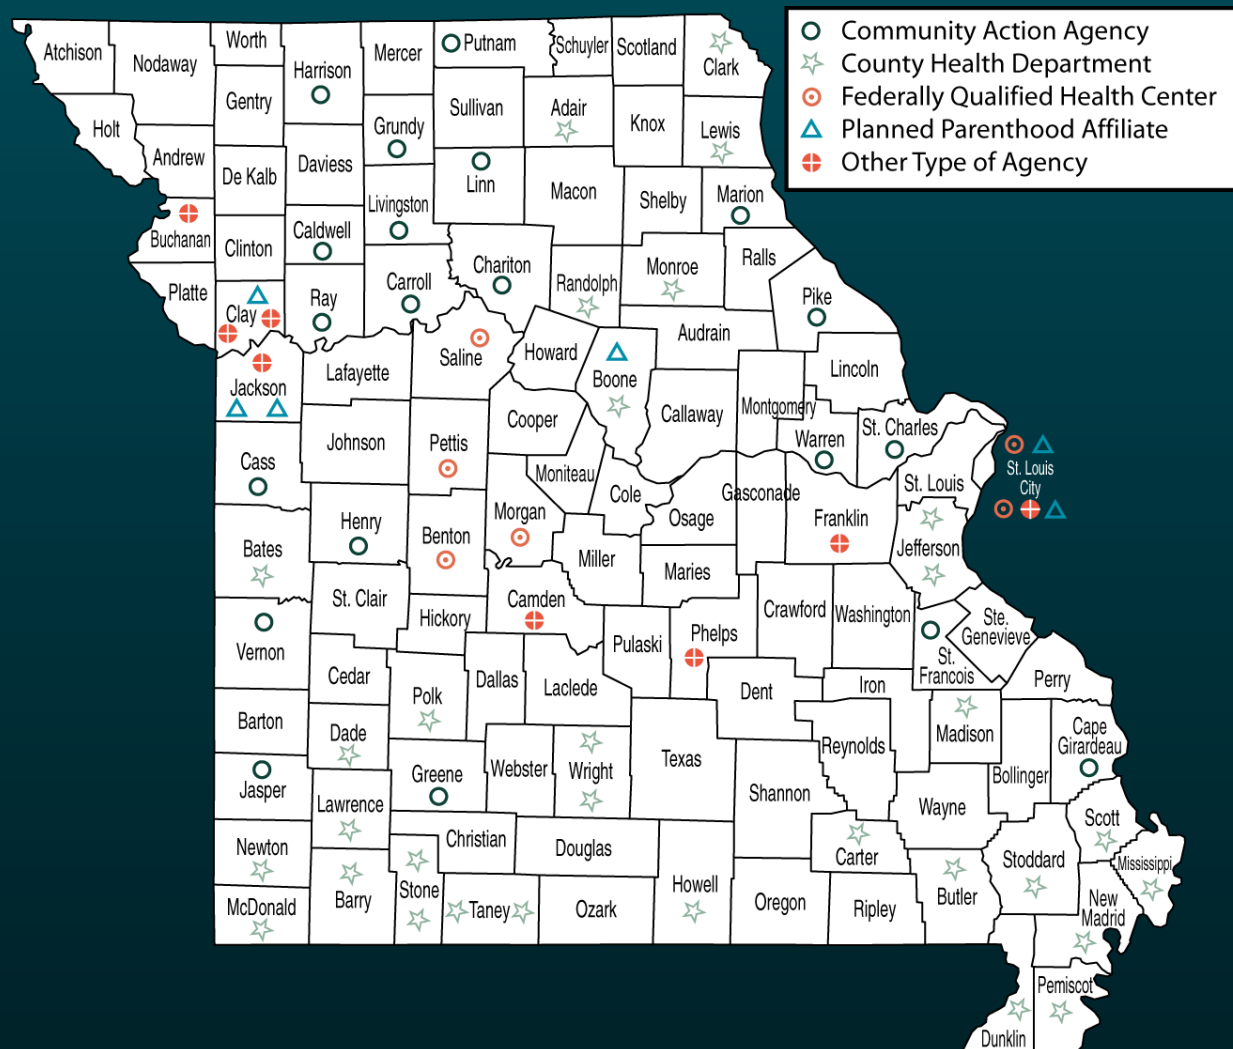 Community Action Agency
County Health Department
Federally Qualified Health Center
Planned Parenthood Affiliate
Other Type of Agency
Atchison
Nodaway
Worth
Harrison
Mercer
Putnam
Schuyler
Scotland
Clark
Gentry
Sullivan
Adair
Knox
Lewis
Holt
Andrew
De Kalb
Daviess
Grundy
Linn
Macon
Shelby
Marion
Livingston
Buchanan
Clinton
Caldwell
Chariton
Randolph
Monroe
Ralls
Platte
Clay
Ray
Carroll
Pike
Audrain
Saline
Howard
Boone
Lincoln
Jackson
Lafayette
Callaway
Montgomery
Cooper
Warren
St. Charles
Johnson
Pettis
Cass
Moniteau
Cole
Gasconade
St. Louis
St. Louis
City
Henry
Benton
Morgan
Osage
Franklin
Jefferson
Bates
Miller
Maries
St. Clair
Hickory
Camden
Pulaski
Phelps
Crawford
Washington
Ste.
Genevieve
St.
Francois
Vernon
Cedar
Polk
Dallas
Laclede
Dent
Iron
Perry
Barton
Dade
Greene
Webster
Wright
Texas
Reynolds
Madison
Bollinger
Cape
Girardeau
Jasper
Lawrence
Shannon
Wayne
Scott
Newton
Christian
Douglas
Carter
Stoddard
Mississippi
McDonald
Barry
Stone
Taney
Ozark
Howell
Oregon
Ripley
Butler
New
Madrid
Pemiscot
Dunklin